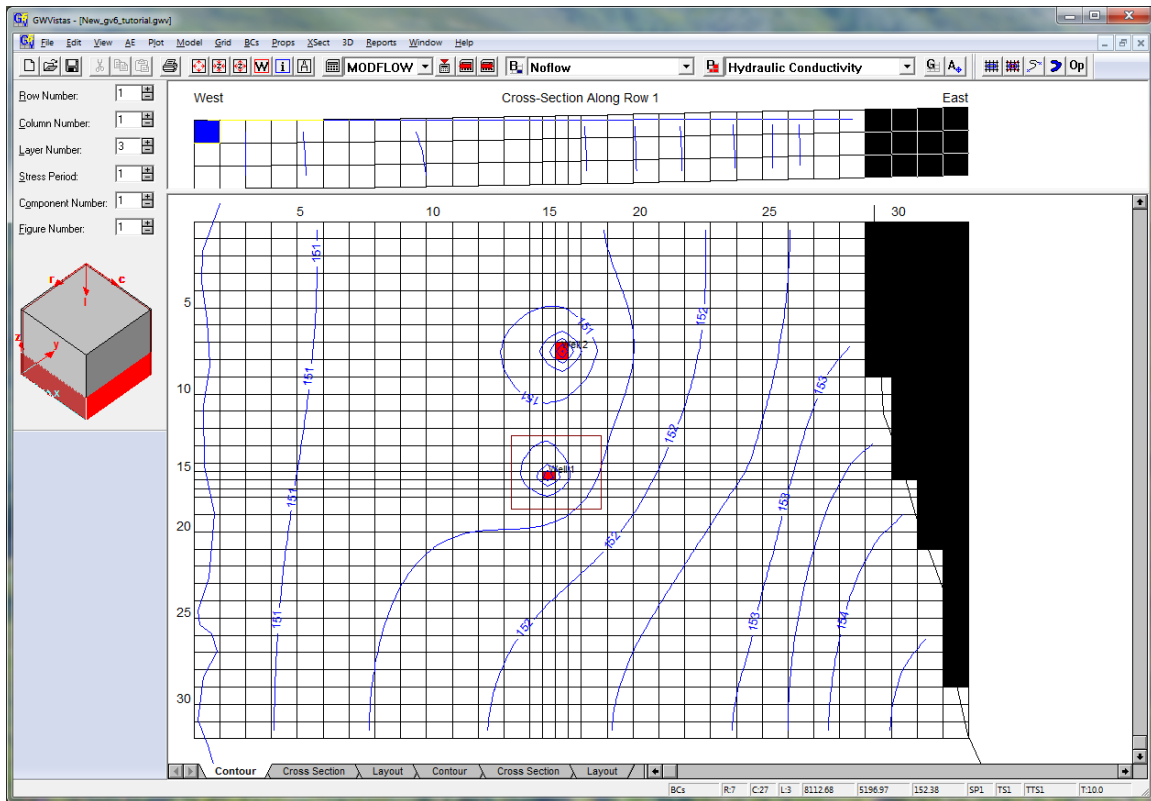 GWVistas - [New_gv6_tutorial.gwv]
File Edit View AE Plot Model Grid BCs Props XSect 3D Reports Window Help
MODFLOW Noflow Hydraulic Conductivity Op
Row Number: 1
Column Number: 1
Layer Number: 3
Stress Period: 1
Component Number: 1
Figure Number: 1
r c
l
z y
x
West Cross-Section Along Row 1 East
5 10 15 20 25 30
5
10
15
20
25
30
151
151
151
151
151
151
152
152
152
152
153
153
153
154
Well2
Well1
Contour Cross Section Layout Contour Cross Section Layout
BCs R:7 C:27 L:3 8112.68 5196.97 152.38 SP1 TS1 TTS1 T:10.0